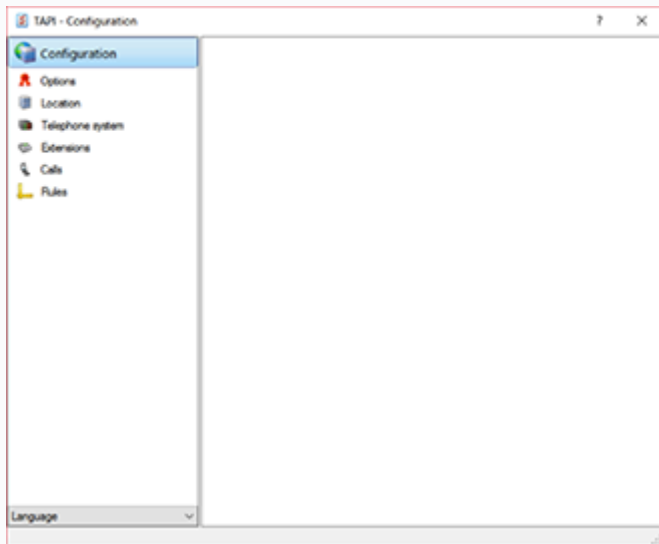 TAPI - Configuration
Configuration
Options
Location
Telephone system
Extensions
Calls
Rules
Language